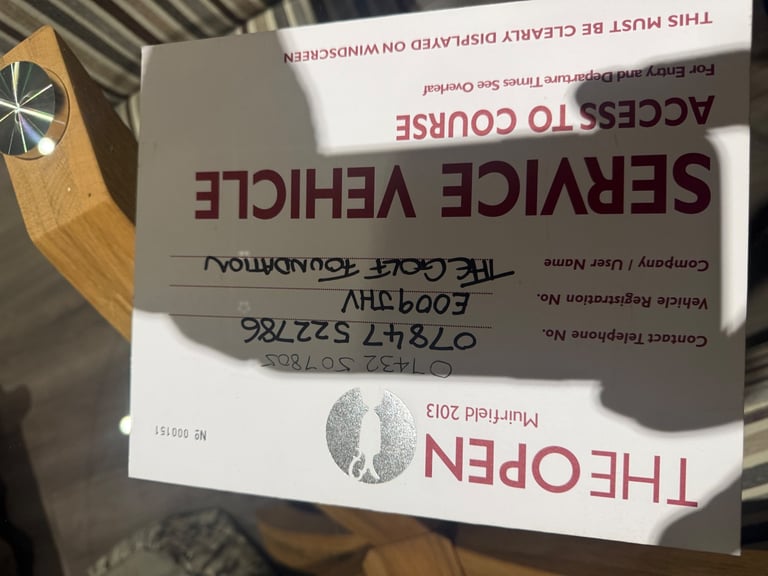 THE OPEN
Muirfield 2013
Nº 000151
07432 507805
Contact Telephone No. 07847 522786
Vehicle Registration No. EO09JHV
Company / User Name THE GOLF FOUNDATION
SERVICE VEHICLE
ACCESS TO COURSE
For Entry and Departure Times See Overleaf
THIS MUST BE CLEARLY DISPLAYED ON WINDSCREEN